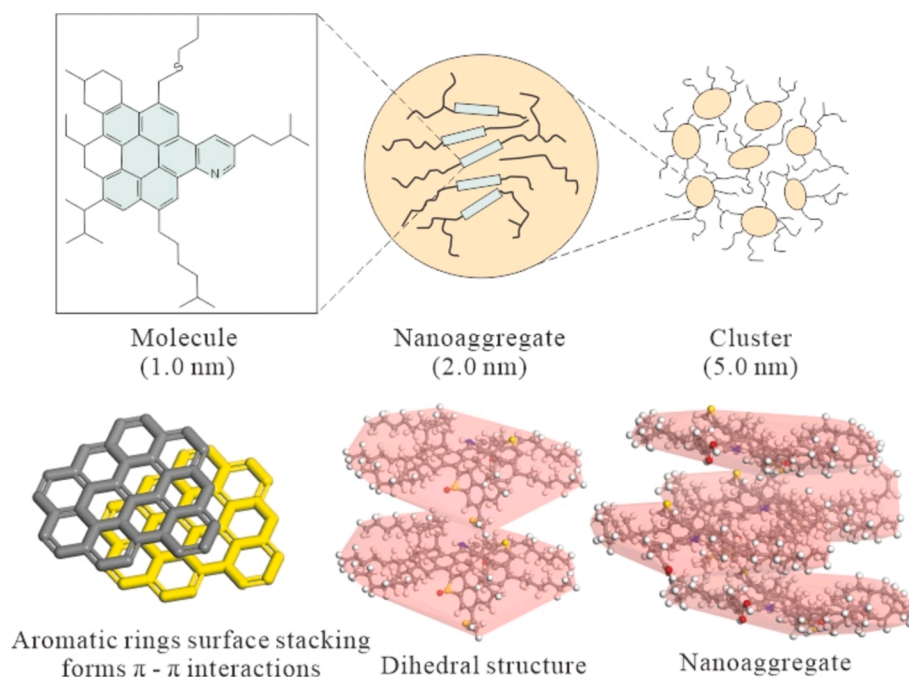 S
N
Molecule
(1.0 nm)
Nanoaggregate
(2.0 nm)
Cluster
(5.0 nm)
Aromatic rings surface stacking
forms π - π interactions
Dihedral structure
Nanoaggregate